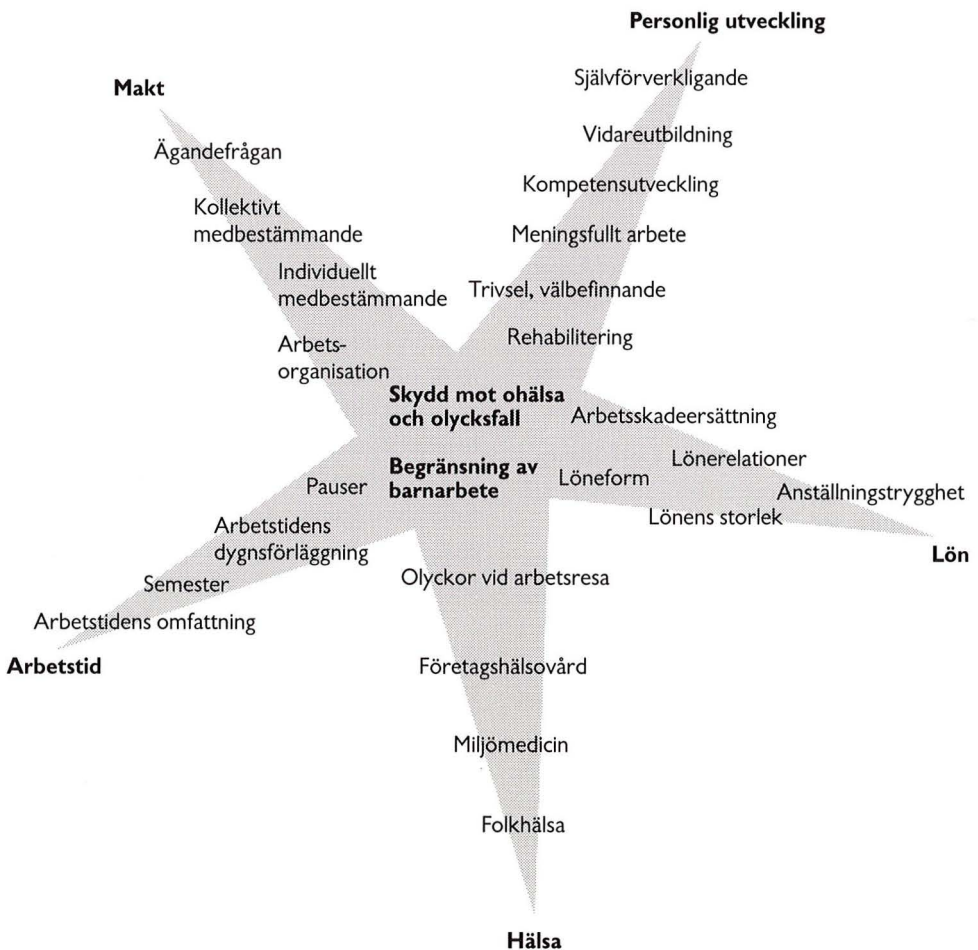 Personlig utveckling
Självförverkligande
Vidareutbildning
Kompetensutveckling
Meningsfullt arbete
Trivsel, välbefinnande
Rehabilitering
Makt
Ägandefrågan
Kollektivt
medbestämmande
Individuellt
medbestämmande
Arbets-
organisation
Skydd mot ohälsa
och olycksfall
Begränsning av
barnarbete
Arbetsskadeersättning
Lönerelationer
Löneform
Anställningstrygghet
Lönens storlek
Lön
Pauser
Arbetstidens
dygnsförläggning
Semester
Arbetstidens omfattning
Arbetstid
Olyckor vid arbetsresa
Företagshälsovård
Miljömedicin
Folkhälsa
Hälsa